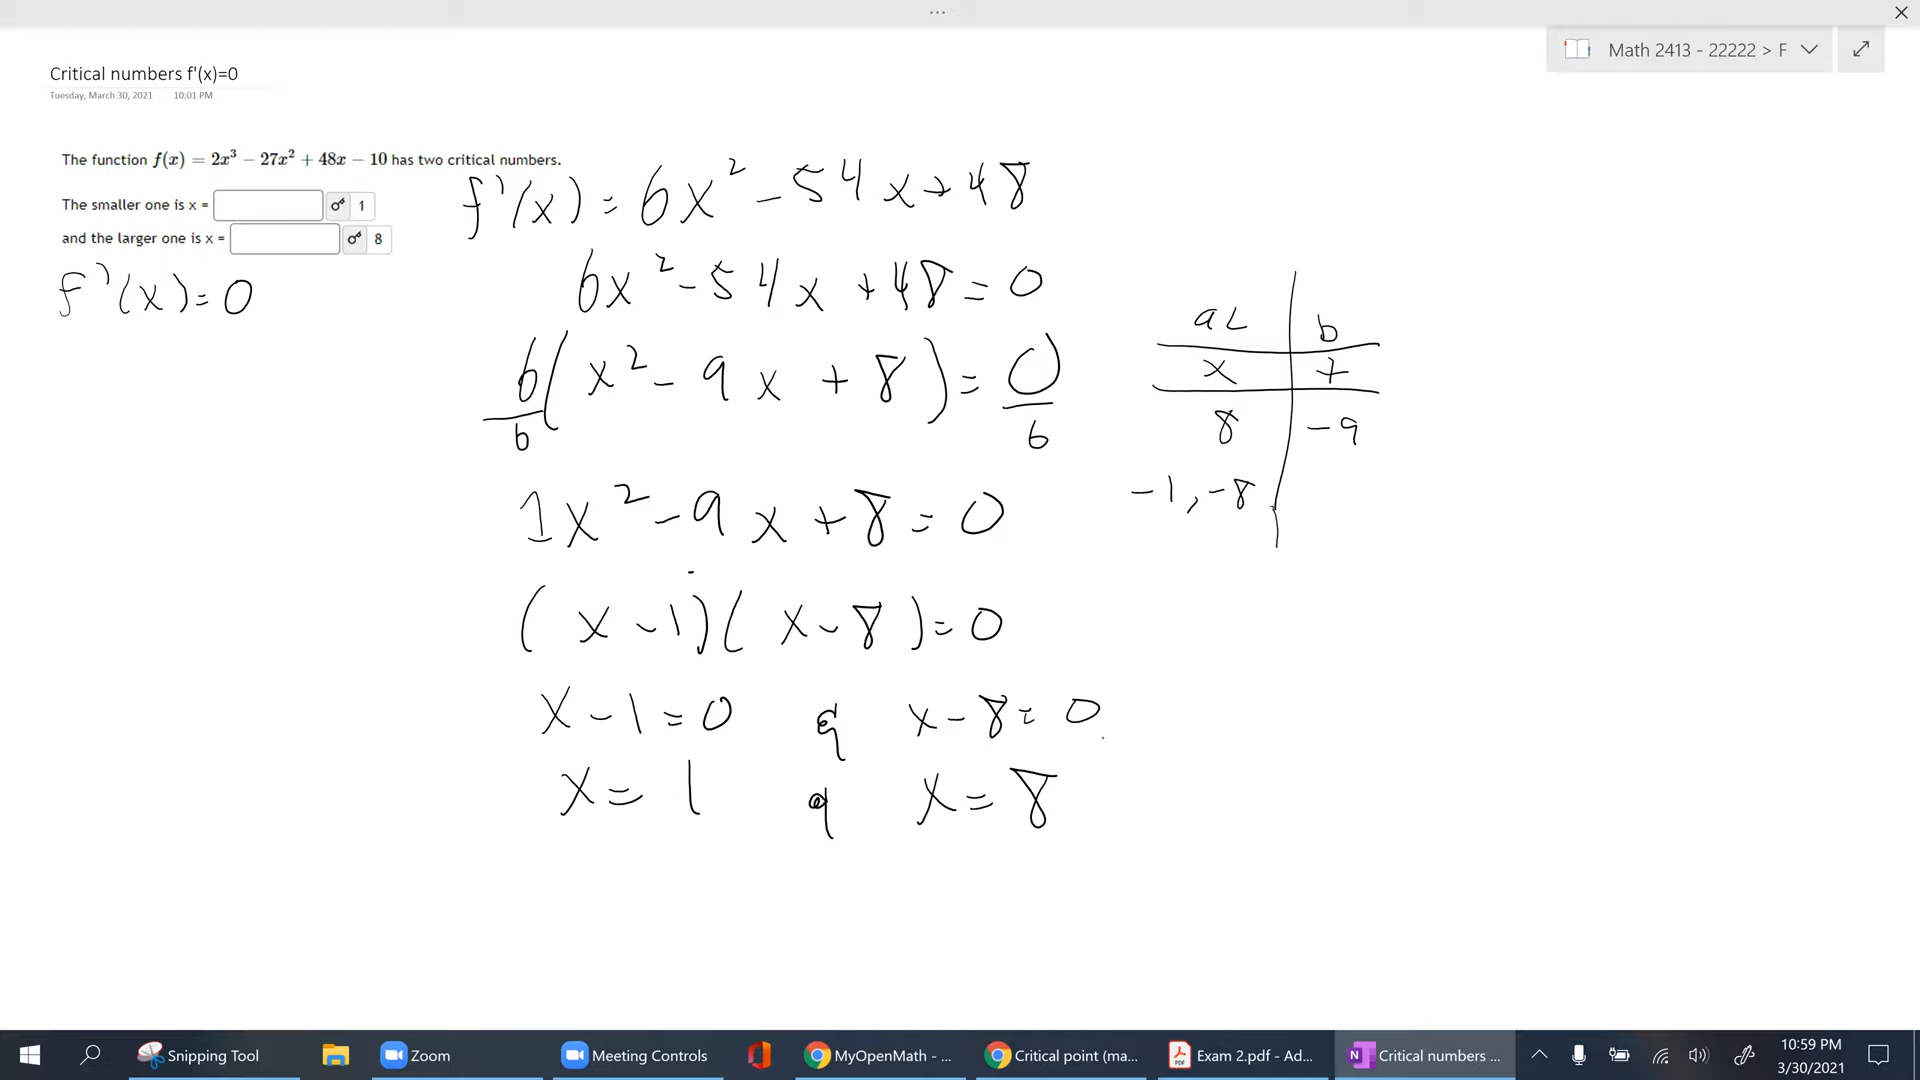 Math 2413 - 22222 > F
Critical numbers f'(x)=0
Tuesday, March 30, 2021 10:01 PM
The function f(x) = 2x³ − 27x² + 48x − 10 has two critical numbers.
The smaller one is x = 1
and the larger one is x = 8
f'(x) = 0
f'(x) = 6x² - 54x + 48
6x² - 54x + 48 = 0
6(x² - 9x + 8) = 0
6 6
1x² - 9x + 8 = 0
(x - 1)(x - 8) = 0
x - 1 = 0 & x - 8 = 0
x = 1 & x = 8
ac b
x +
8 -9
-1, -8
Snipping Tool
Zoom
Meeting Controls
MyOpenMath - ...
Critical point (ma...
Exam 2.pdf - Ad...
Critical numbers ...
10:59 PM
3/30/2021